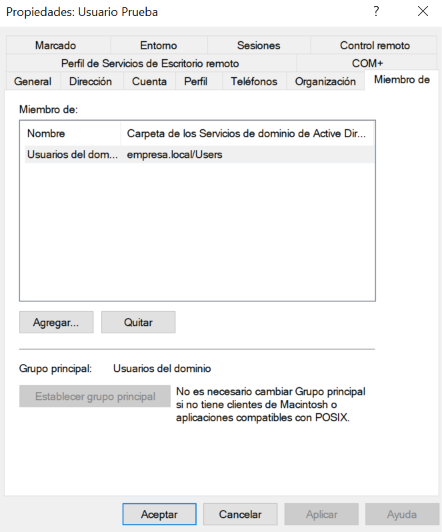 Propiedades: Usuario Prueba ? ×
Marcado Entorno Sesiones Control remoto
Perfil de Servicios de Escritorio remoto COM+
General Dirección Cuenta Perfil Teléfonos Organización Miembro de
Miembro de:
Nombre Carpeta de los Servicios de dominio de Active Dir...
Usuarios del dom... empresa.local/Users
Agregar... Quitar
Grupo principal: Usuarios del dominio
Establecer grupo principal
No es necesario cambiar Grupo principal
si no tiene clientes de Macintosh o
aplicaciones compatibles con POSIX.
Aceptar Cancelar Aplicar Ayuda